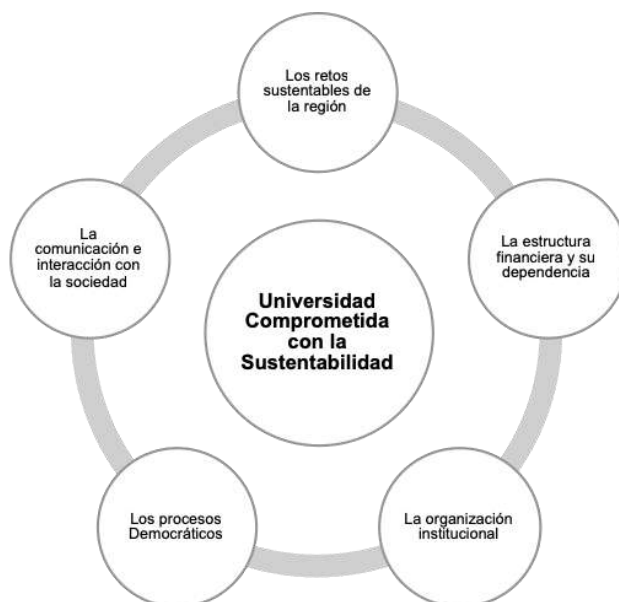 Los retos
sustentables de
la región
La estructura
financiera y su
dependencia
La organización
institucional
Los procesos
Democráticos
La
comunicación e
interacción con
la sociedad
Universidad
Comprometida
con la
Sustentabilidad